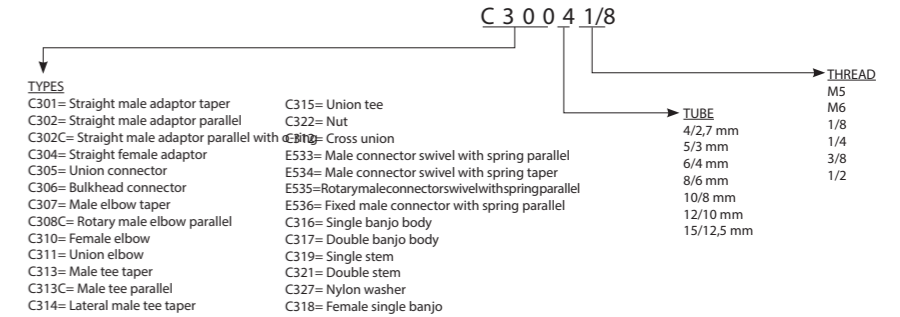 C 3 0 0 4 1/8
TYPES
C301= Straight male adaptor taper
C302= Straight male adaptor parallel
C302C= Straight male adaptor parallel with o-ring
C304= Straight female adaptor
C305= Union connector
C306= Bulkhead connector
C307= Male elbow taper
C308C= Rotary male elbow parallel
C310= Female elbow
C311= Union elbow
C313= Male tee taper
C313C= Male tee parallel
C314= Lateral male tee taper
C315= Union tee
C322= Nut
C312= Cross union
E533= Male connector swivel with spring parallel
E534= Male connector swivel with spring taper
E535=Rotarymaleconnectorswivelwithspringparallel
E536= Fixed male connector with spring parallel
C316= Single banjo body
C317= Double banjo body
C319= Single stem
C321= Double stem
C327= Nylon washer
C318= Female single banjo
TUBE
4/2,7 mm
5/3 mm
6/4 mm
8/6 mm
10/8 mm
12/10 mm
15/12,5 mm
THREAD
M5
M6
1/8
1/4
3/8
1/2